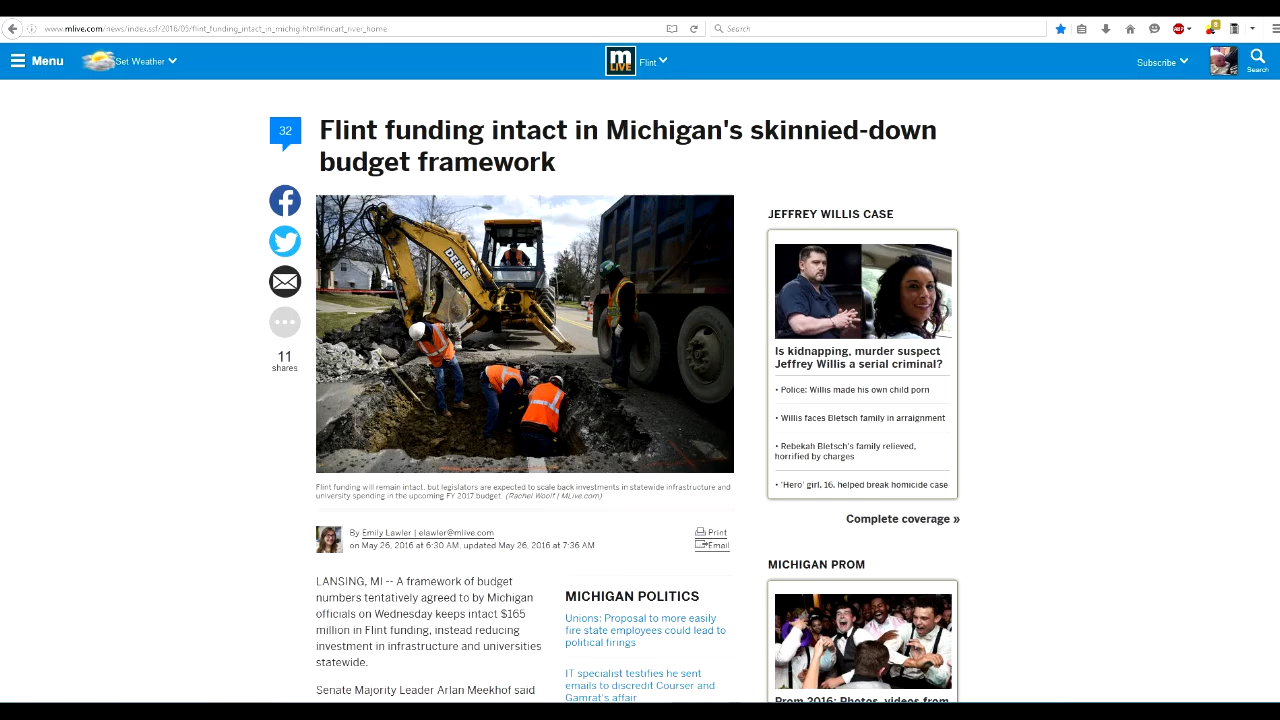 www.mlive.com/news/index.ssf/2016/05/flint_funding_intact_in_michig.html#incart_river_home
Search
Menu
Set Weather
m
LIVE
Flint
Subscribe
Search
32
Flint funding intact in Michigan's skinnied-down
budget framework
11
shares
DEERE
Flint funding will remain intact, but legislators are expected to scale back investments in statewide infrastructure and
university spending in the upcoming FY 2017 budget. (Rachel Woolf | MLive.com)
By Emily Lawler | elawler@mlive.com
on May 26, 2016 at 6:30 AM, updated May 26, 2016 at 7:36 AM
Print
Email
LANSING, MI -- A framework of budget
numbers tentatively agreed to by Michigan
officials on Wednesday keeps intact $165
million in Flint funding, instead reducing
investment in infrastructure and universities
statewide.
Senate Majority Leader Arlan Meekhof said
MICHIGAN POLITICS
Unions: Proposal to more easily
fire state employees could lead to
political firings
IT specialist testifies he sent
emails to discredit Courser and
Gamrat's affair
JEFFREY WILLIS CASE
Is kidnapping, murder suspect
Jeffrey Willis a serial criminal?
• Police: Willis made his own child porn
• Willis faces Bletsch family in arraignment
• Rebekah Bletsch's family relieved,
horrified by charges
• 'Hero' girl, 16, helped break homicide case
Complete coverage »
MICHIGAN PROM
Prom 2016: Photos, videos from